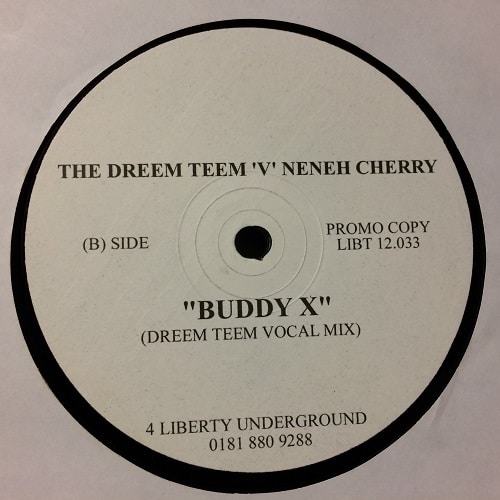 THE DREEM TEEM 'V' NENEH CHERRY
(B) SIDE
PROMO COPY
LIBT 12.033
"BUDDY X"
(DREEM TEEM VOCAL MIX)
4 LIBERTY UNDERGROUND
0181 880 9288